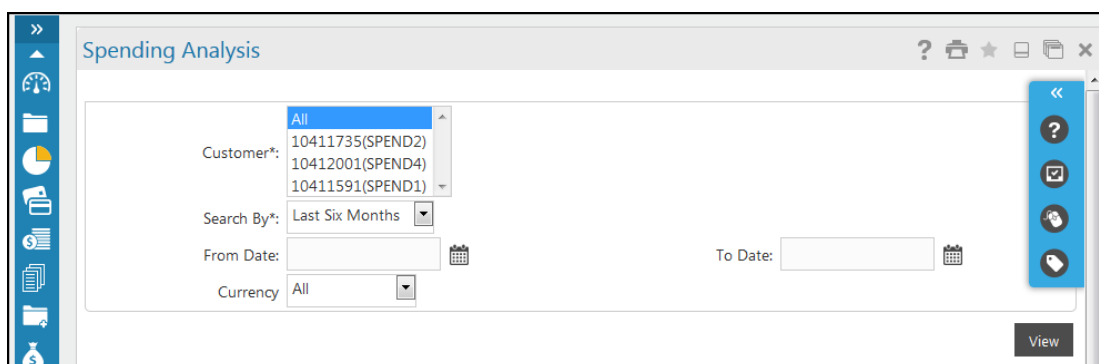 Spending Analysis
Customer*:
All
10411735(SPEND2)
10412001(SPEND4)
10411591(SPEND1)
Search By*: Last Six Months
From Date: To Date:
Currency All
View